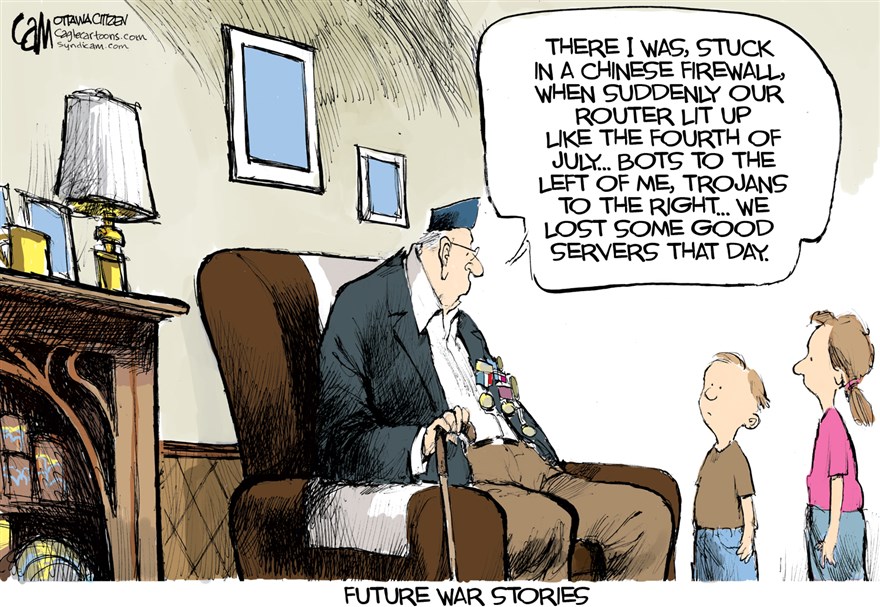 CAM
OTTAWA CITIZEN
caglecartoons.com
syndicam.com
THERE I WAS, STUCK
IN A CHINESE FIREWALL,
WHEN SUDDENLY OUR
ROUTER LIT UP
LIKE THE FOURTH OF
JULY... BOTS TO THE
LEFT OF ME, TROJANS
TO THE RIGHT... WE
LOST SOME GOOD
SERVERS THAT DAY.
FUTURE WAR STORIES